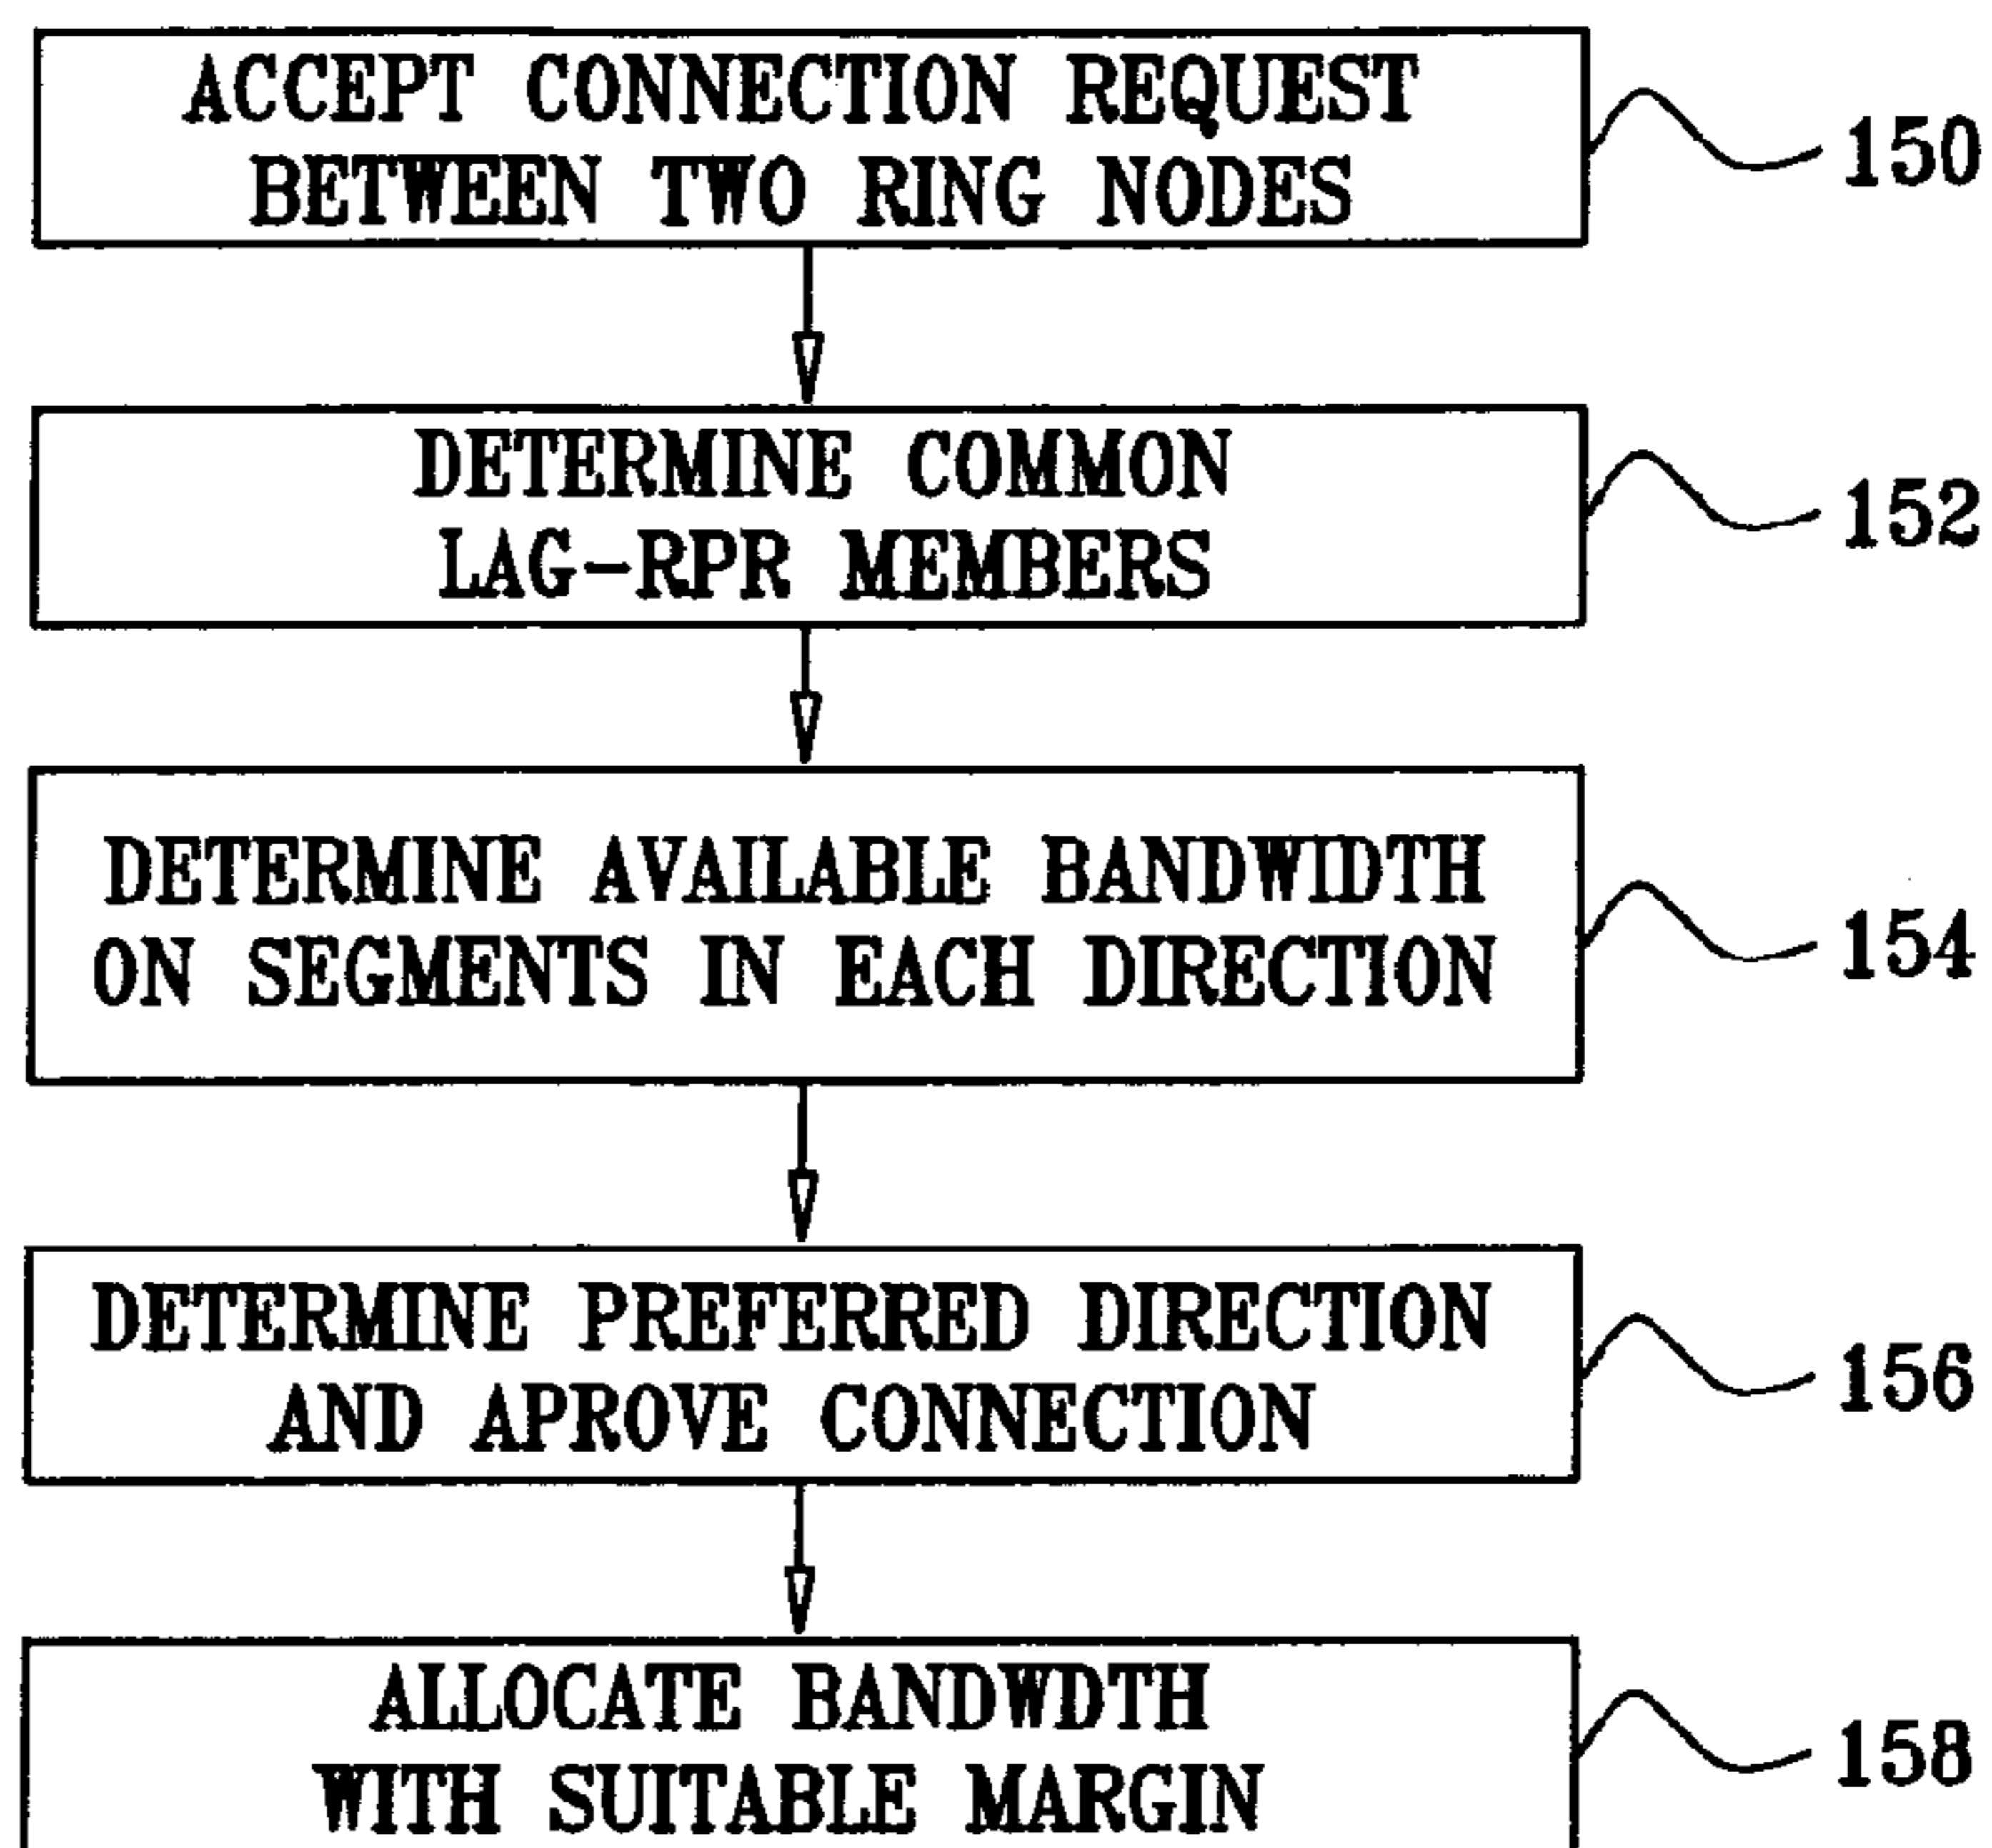 ACCEPT CONNECTION REQUEST
BETWEEN TWO RING NODES
150
DETERMINE COMMON
LAG-RPR MEMBERS
152
DETERMINE AVAILABLE BANDWIDTH
ON SEGMENTS IN EACH DIRECTION
154
DETERMINE PREFERRED DIRECTION
AND APROVE CONNECTION
156
ALLOCATE BANDWDTH
WITH SUITABLE MARGIN
158